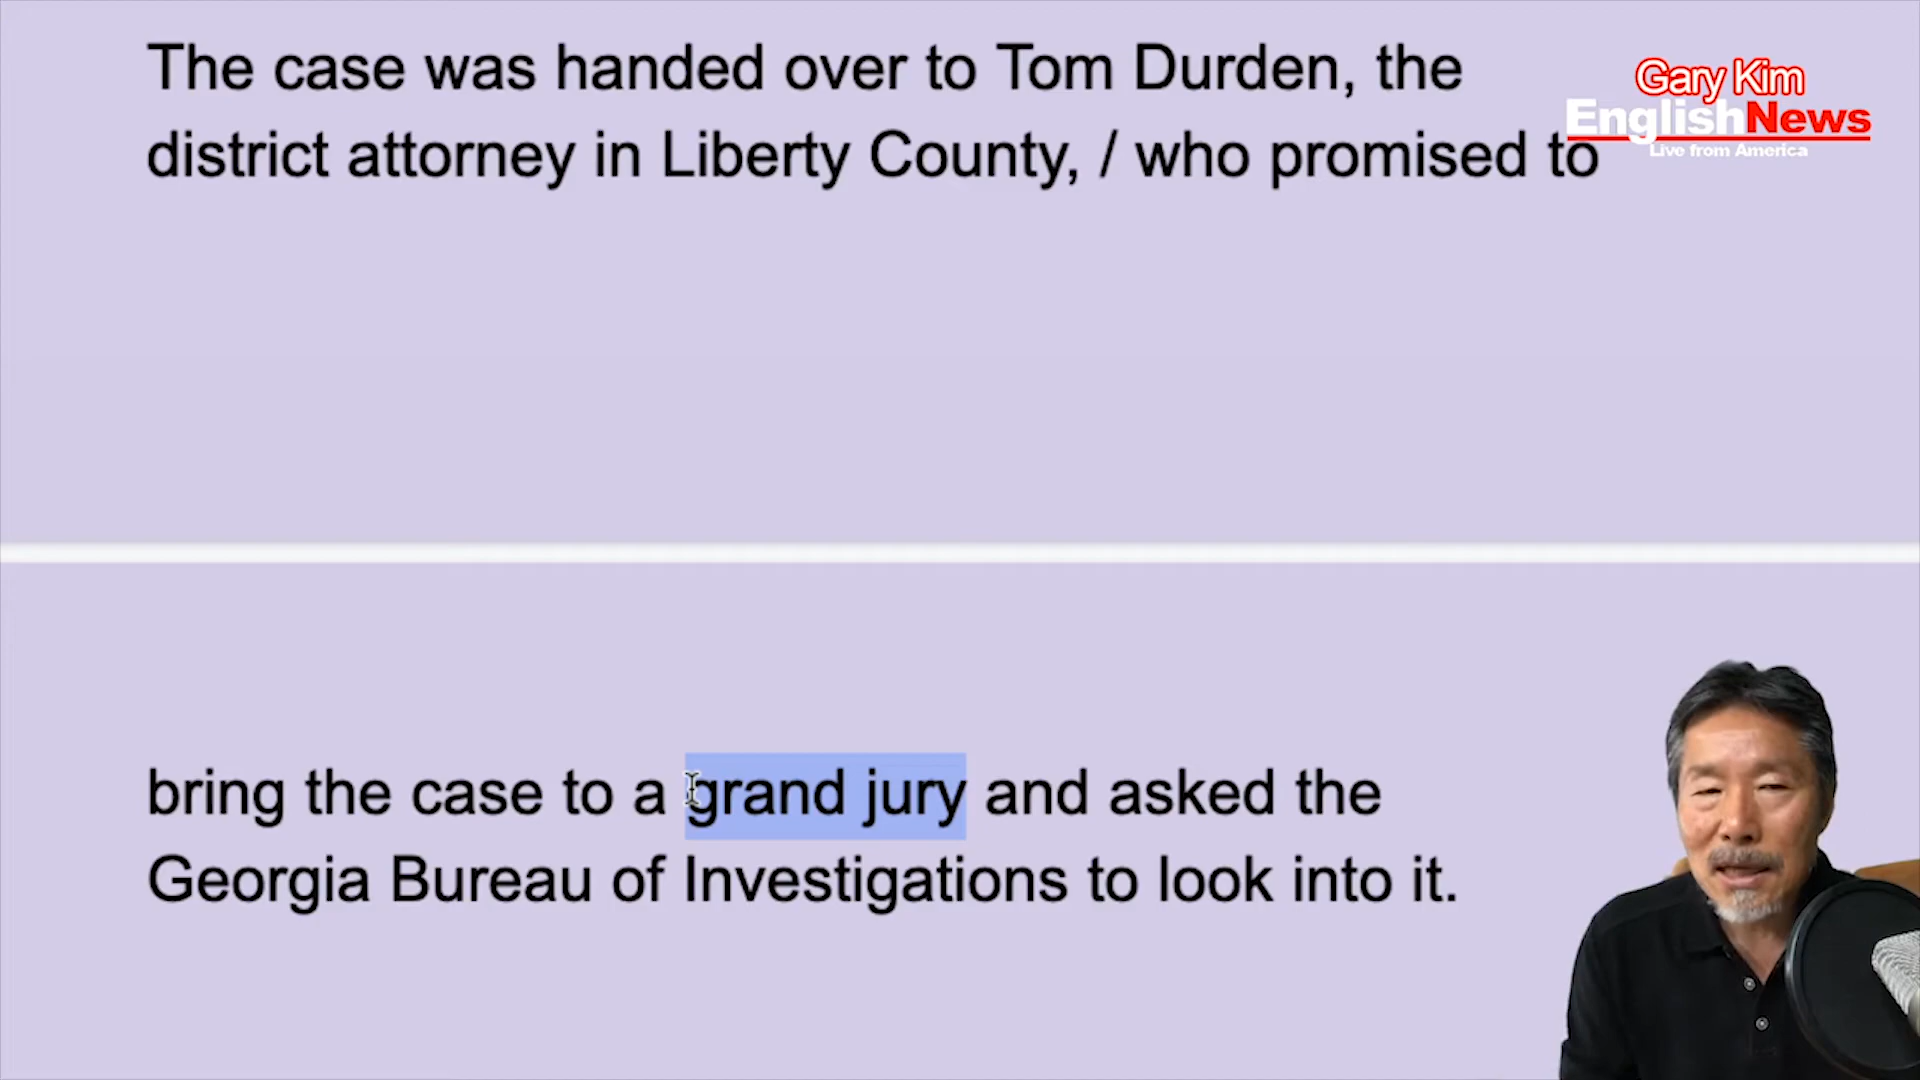 The case was handed over to Tom Durden, the
district attorney in Liberty County, / who promised to
Gary Kim
EnglishNews
Live from America
bring the case to a grand jury and asked the
Georgia Bureau of Investigations to look into it.